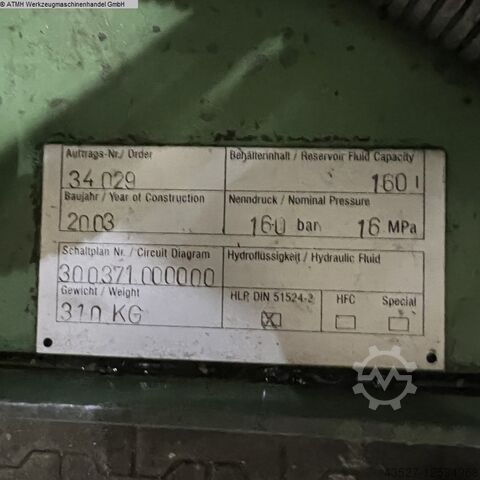 © ATMH Werkzeugmaschinenhandel GmbH
Auftrags-Nr./ Order
34 029
Behälterinhalt / Reservoir Fluid Capacity
160 l
Baujahr / Year of Construction
2003
Nenndruck / Nominal Pressure
160 bar 16 MPa
Schaltplan Nr. / Circuit Diagram
300371000000
Hydroflüssigkeit / Hydraulic Fluid
Gewicht / Weight
310 KG
HLP, DIN 51524-2
HFC
Special